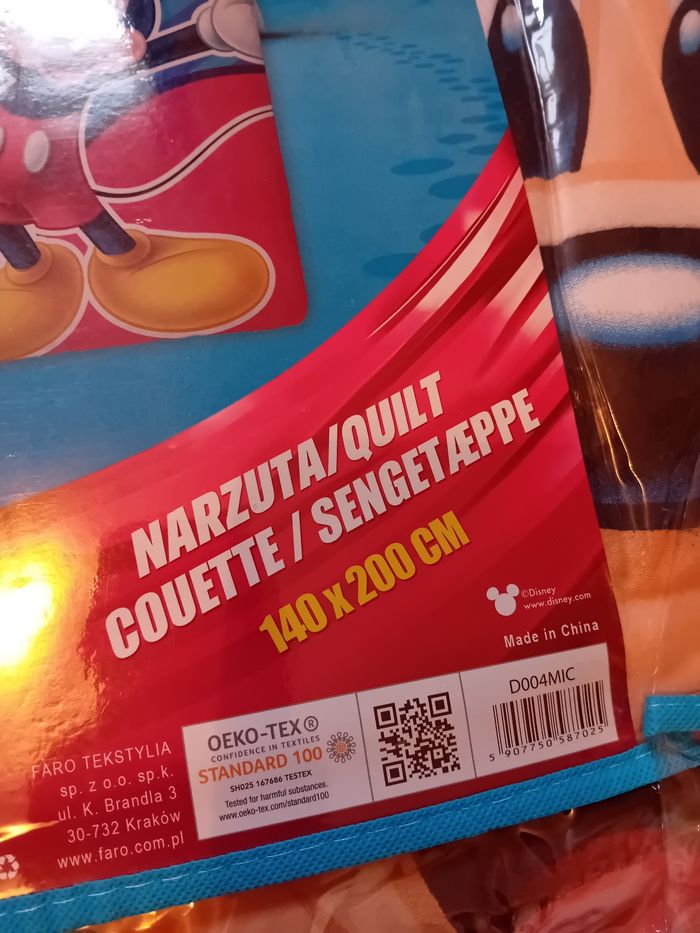 NARZUTA/QUILT
COUETTE / SENGETÆPPE
140 x 200 CM
©Disney
www.disney.com
Made in China
FARO TEKSTYLIA
sp. z o.o. sp.k.
ul. K. Brandla 3
30-732 Kraków
www.faro.com.pl
OEKO-TEX®
CONFIDENCE IN TEXTILES
STANDARD 100
SH025 167686 TESTEX
Tested for harmful substances.
www.oeko-tex.com/standard100
D004MIC
5 907750 587025